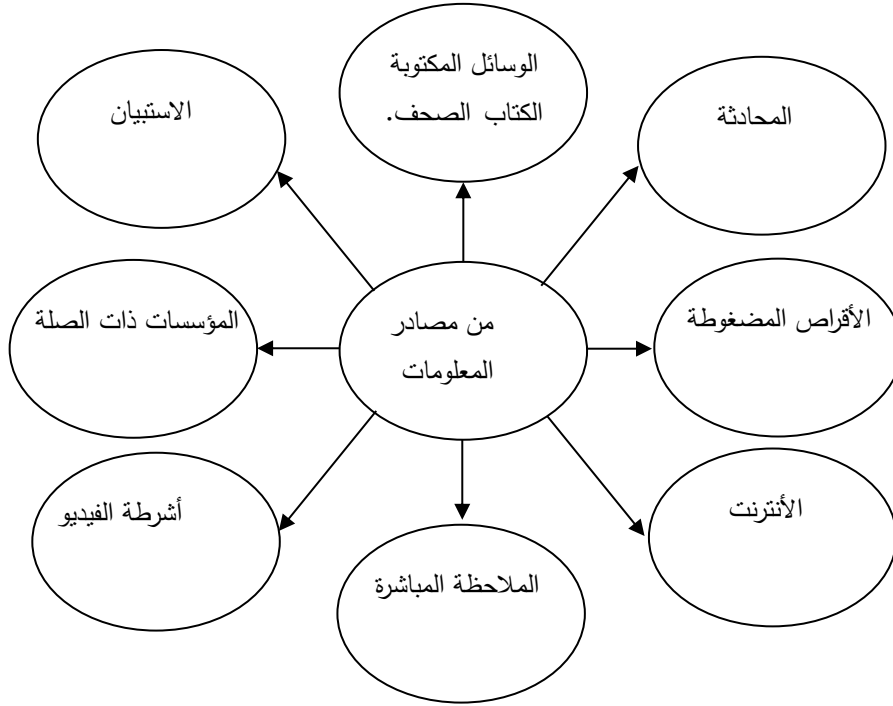 الوسائل المكتوبة
الكتاب الصحف.
المحادثة
الاستبيان
الأقراص المضغوطة
من مصادر
المعلومات
المؤسسات ذات الصلة
الأنترنت
أشرطة الفيديو
الملاحظة المباشرة